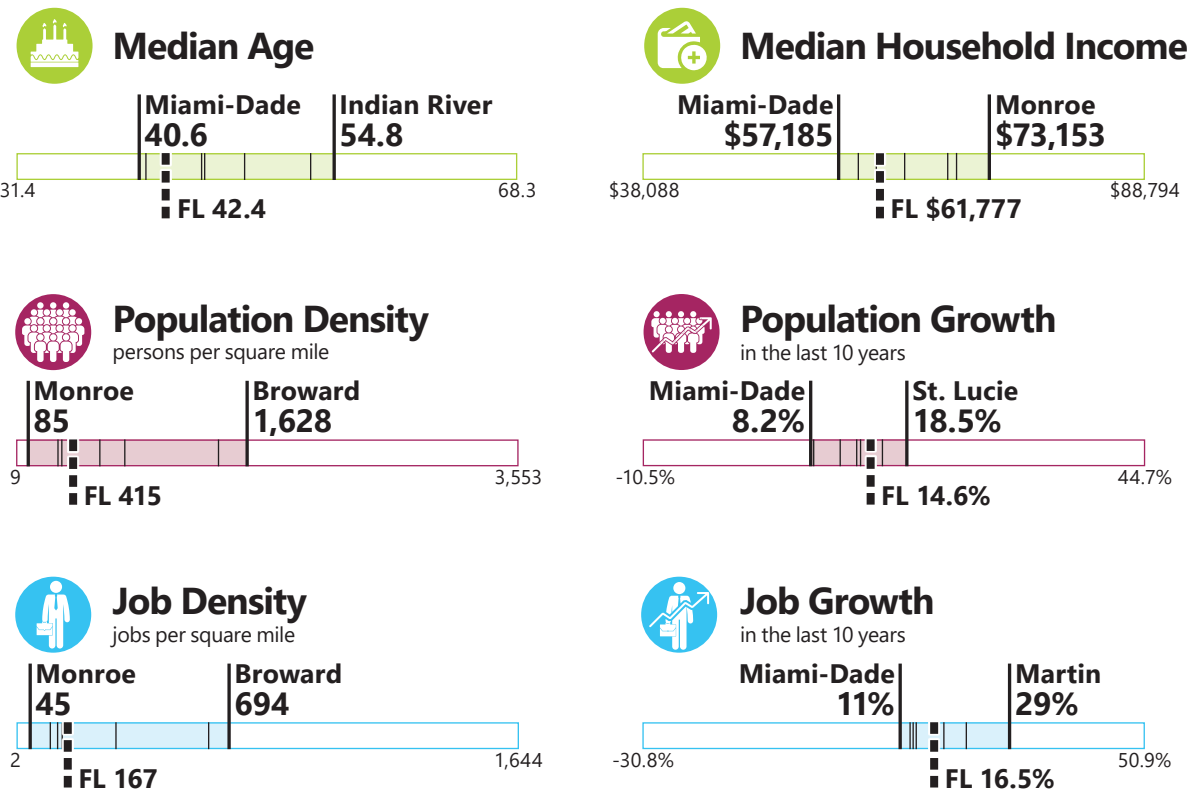 Median Age
Miami-Dade
40.6
Indian River
54.8
31.4
68.3
FL 42.4
Median Household Income
Miami-Dade
$57,185
Monroe
$73,153
$38,088
$88,794
FL $61,777
Population Density
persons per square mile
Monroe
85
Broward
1,628
9
3,553
FL 415
Population Growth
in the last 10 years
Miami-Dade
8.2%
St. Lucie
18.5%
-10.5%
44.7%
FL 14.6%
Job Density
jobs per square mile
Monroe
45
Broward
694
2
1,644
FL 167
Job Growth
in the last 10 years
Miami-Dade
11%
Martin
29%
-30.8%
50.9%
FL 16.5%